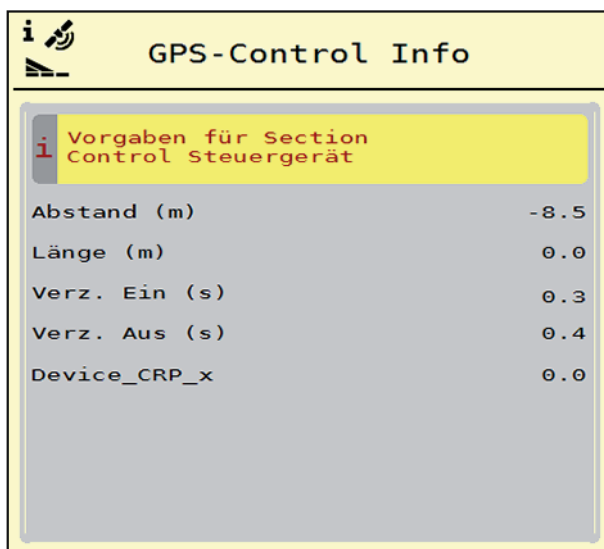 i
GPS-Control Info
i
Vorgaben für Section
Control Steuergerät
Abstand (m) -8.5
Länge (m) 0.0
Verz. Ein (s) 0.3
Verz. Aus (s) 0.4
Device_CRP_x 0.0